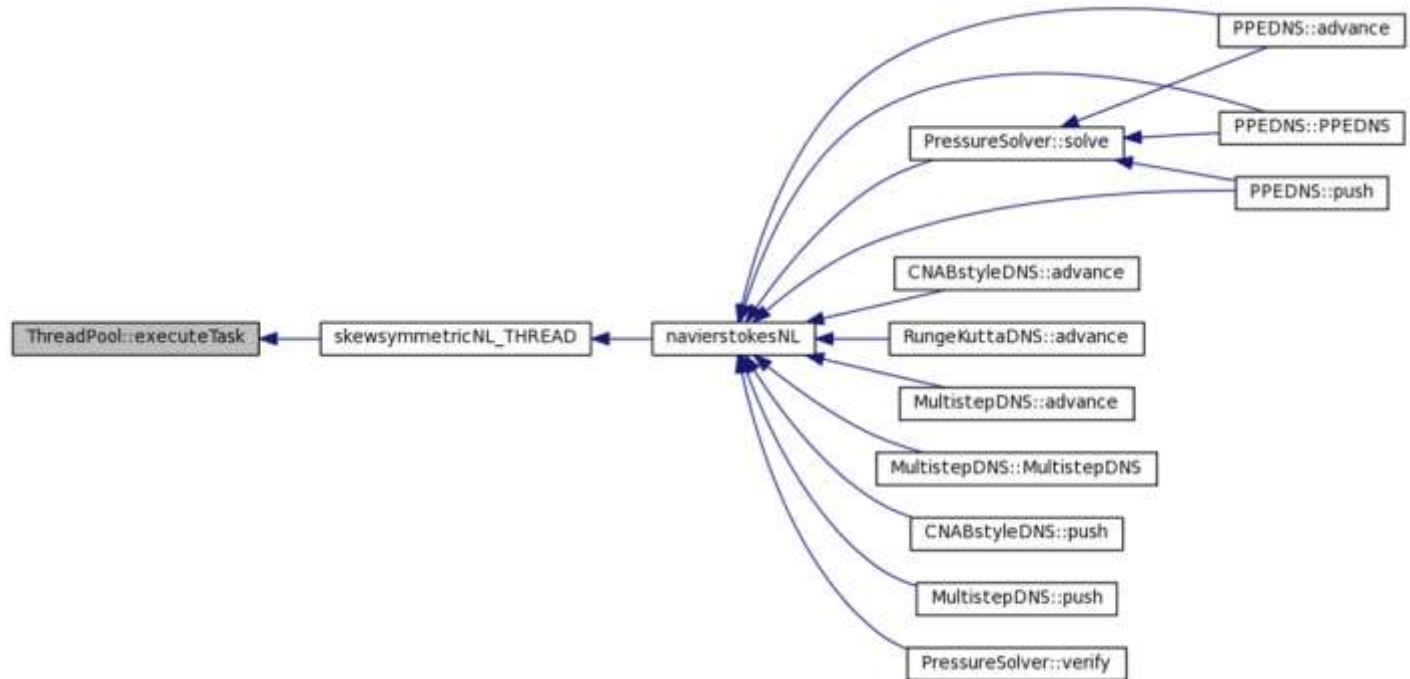 PPEDNS::advance
PPEDNS::PPEDNS
PressureSolver::solve
PPEDNS::push
CNABstyleDNS::advance
ThreadPool::executeTask
skewsymmetricNL_THREAD
navierstokesNL
RungeKuttaDNS::advance
MultistepDNS::advance
MultistepDNS::MultistepDNS
CNABstyleDNS::push
MultistepDNS::push
PressureSolver::verify